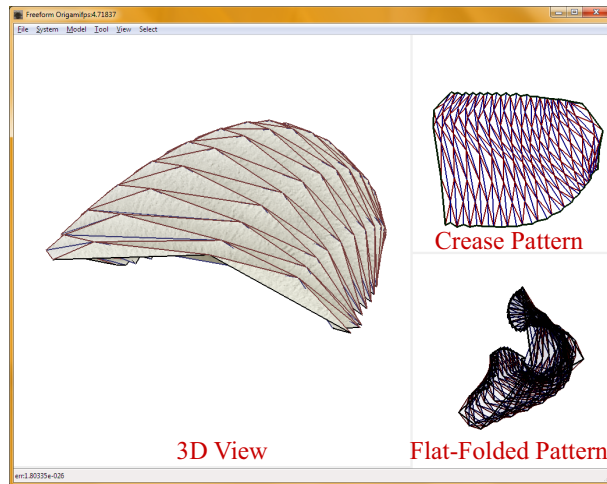 Freeform Origamifps:4.71837
File System Model Tool View Select
Crease Pattern
3D View
Flat-Folded Pattern
err:1.80335e-026